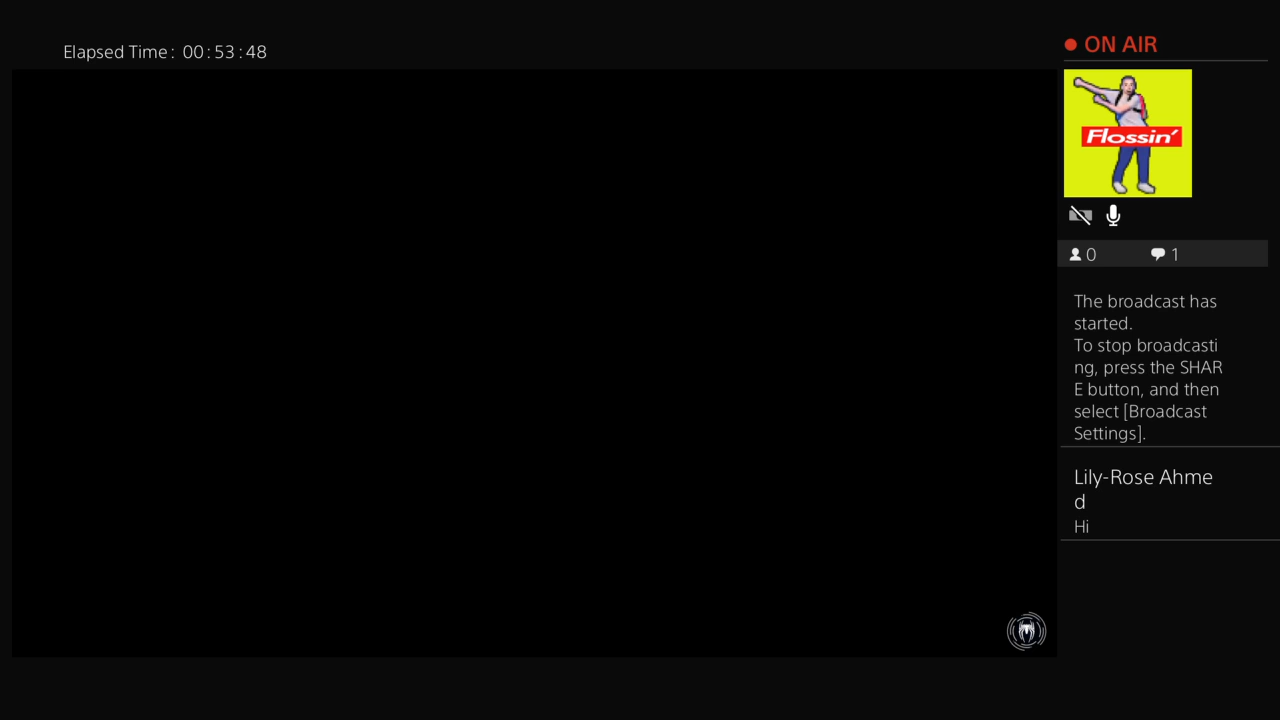 Elapsed Time: 00:53:48
ON AIR
Flossin'
0 1
The broadcast has
started.
To stop broadcasti
ng, press the SHAR
E button, and then
select [Broadcast
Settings].
Lily-Rose Ahme
d
Hi